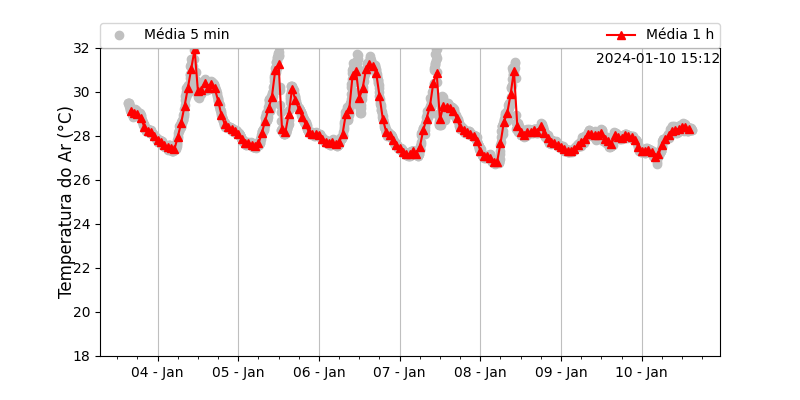 Média 5 min
Média 1 h
2024-01-10 15:12
Temperatura do Ar (°C)
32
30
28
26
24
22
20
18
04 - Jan
05 - Jan
06 - Jan
07 - Jan
08 - Jan
09 - Jan
10 - Jan